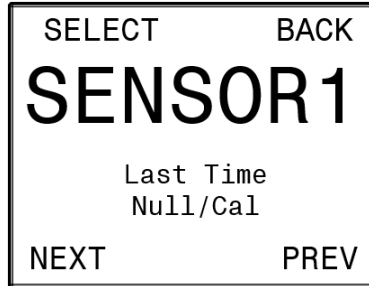 SELECT BACK
SENSOR1
Last Time
Null/Cal
NEXT PREV